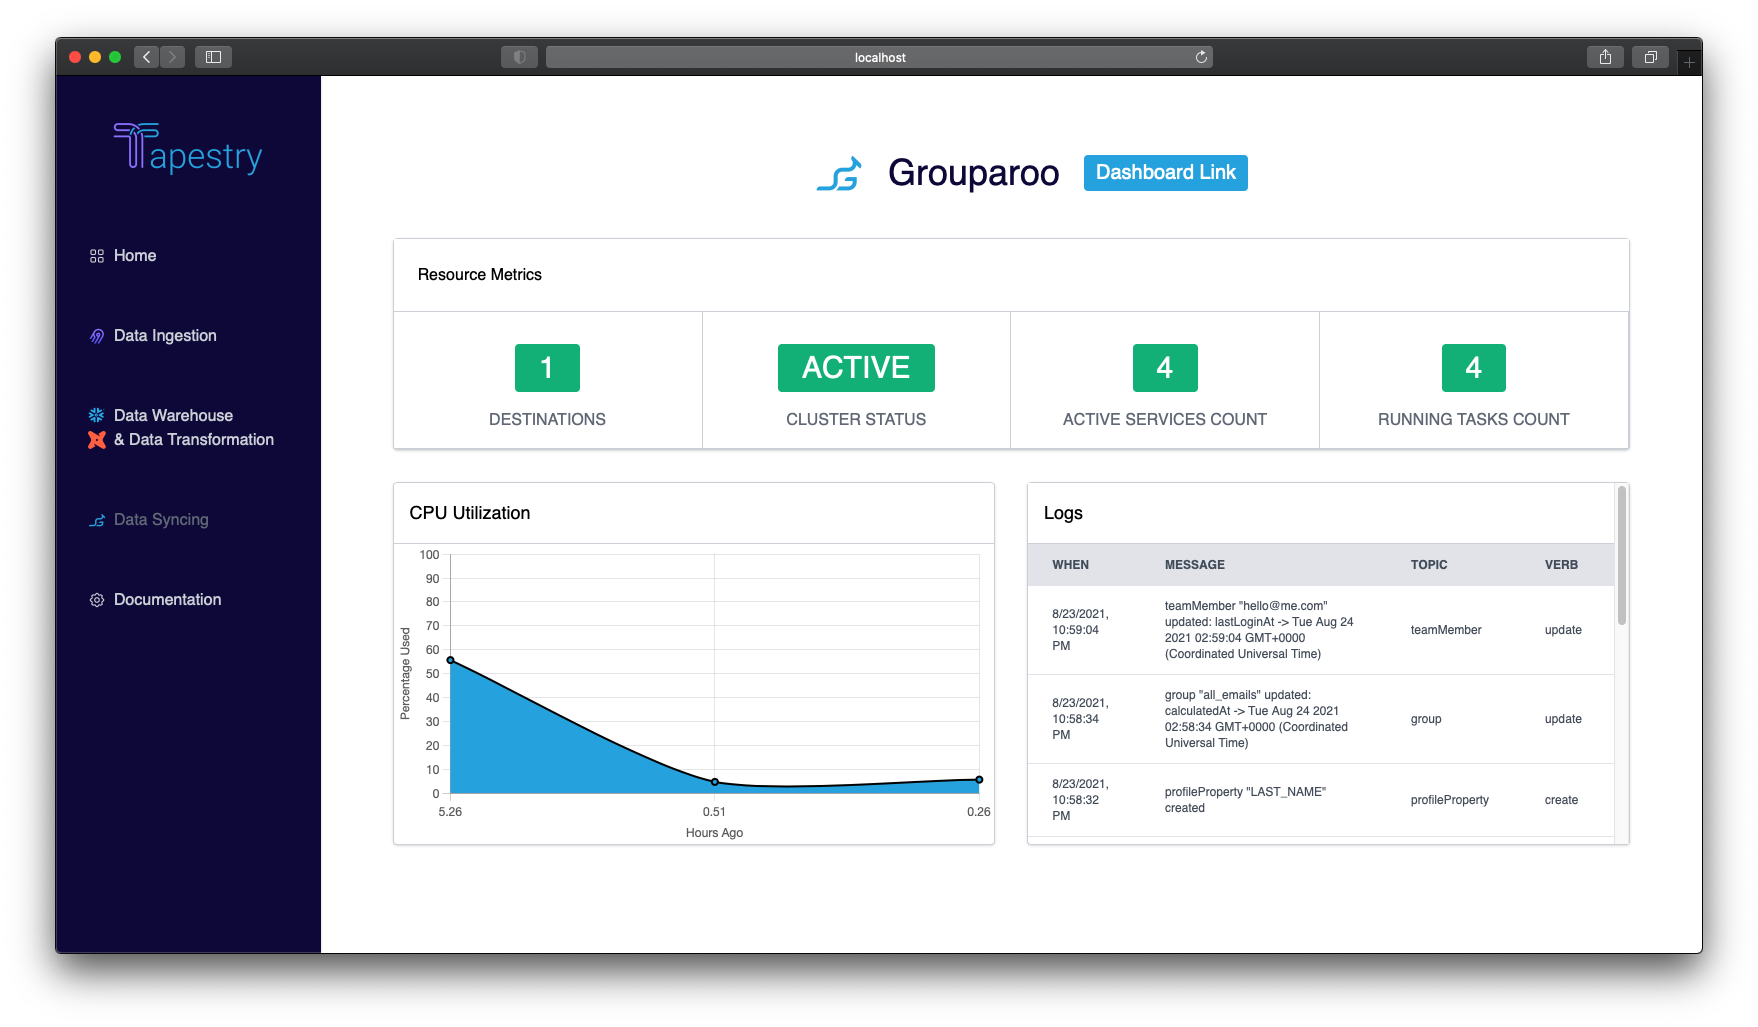 localhost
Tapestry
Home
Data Ingestion
Data Warehouse
& Data Transformation
Data Syncing
Documentation
Grouparoo
Dashboard Link
Resource Metrics
1
DESTINATIONS
ACTIVE
CLUSTER STATUS
4
ACTIVE SERVICES COUNT
4
RUNNING TASKS COUNT
CPU Utilization
Percentage Used
100
90
80
70
60
50
40
30
20
10
0
5.26 0.51 0.26
Hours Ago
Logs
WHEN MESSAGE TOPIC VERB
8/23/2021,
10:59:04
PM
teamMember "hello@me.com"
updated: lastLoginAt -> Tue Aug 24
2021 02:59:04 GMT+0000
(Coordinated Universal Time)
teamMember
update
8/23/2021,
10:58:34
PM
group "all_emails" updated:
calculatedAt -> Tue Aug 24 2021
02:58:34 GMT+0000 (Coordinated
Universal Time)
group
update
8/23/2021,
10:58:32
PM
profileProperty "LAST_NAME"
created
profileProperty
create